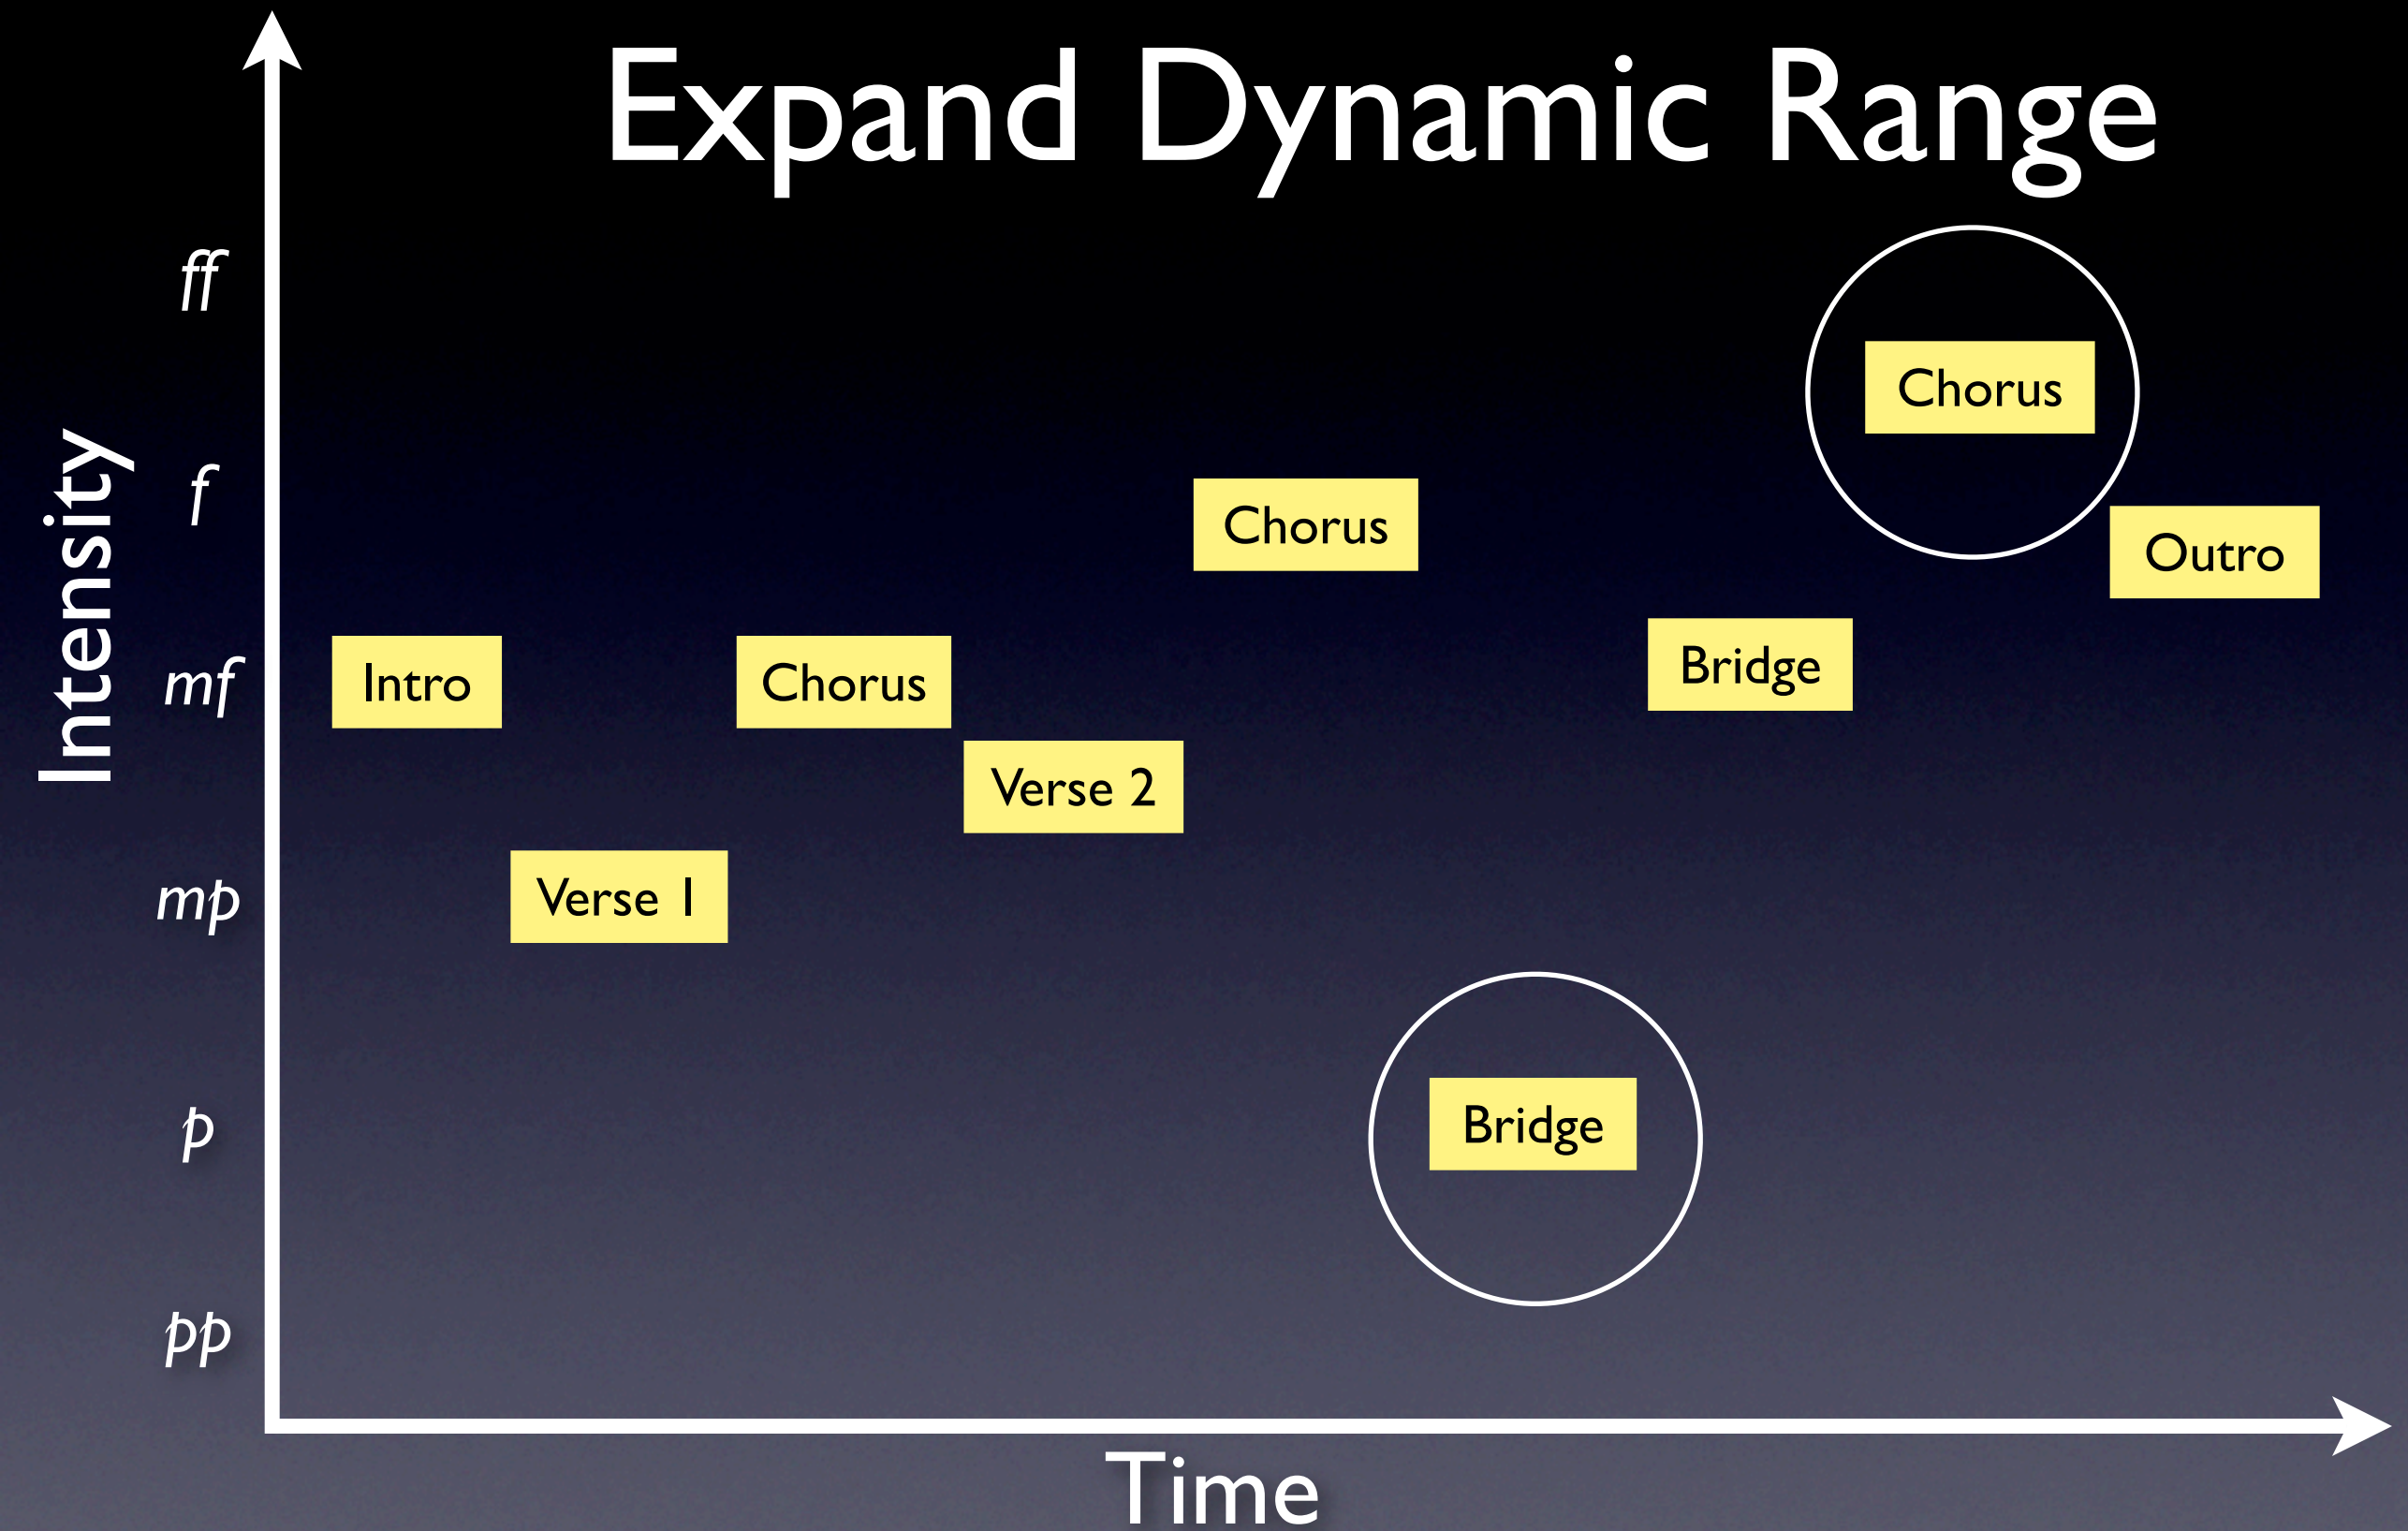 Expand Dynamic Range
Intensity
ff
f
mf
mp
p
pp
Intro
Verse 1
Chorus
Verse 2
Chorus
Bridge
Bridge
Chorus
Outro
Time